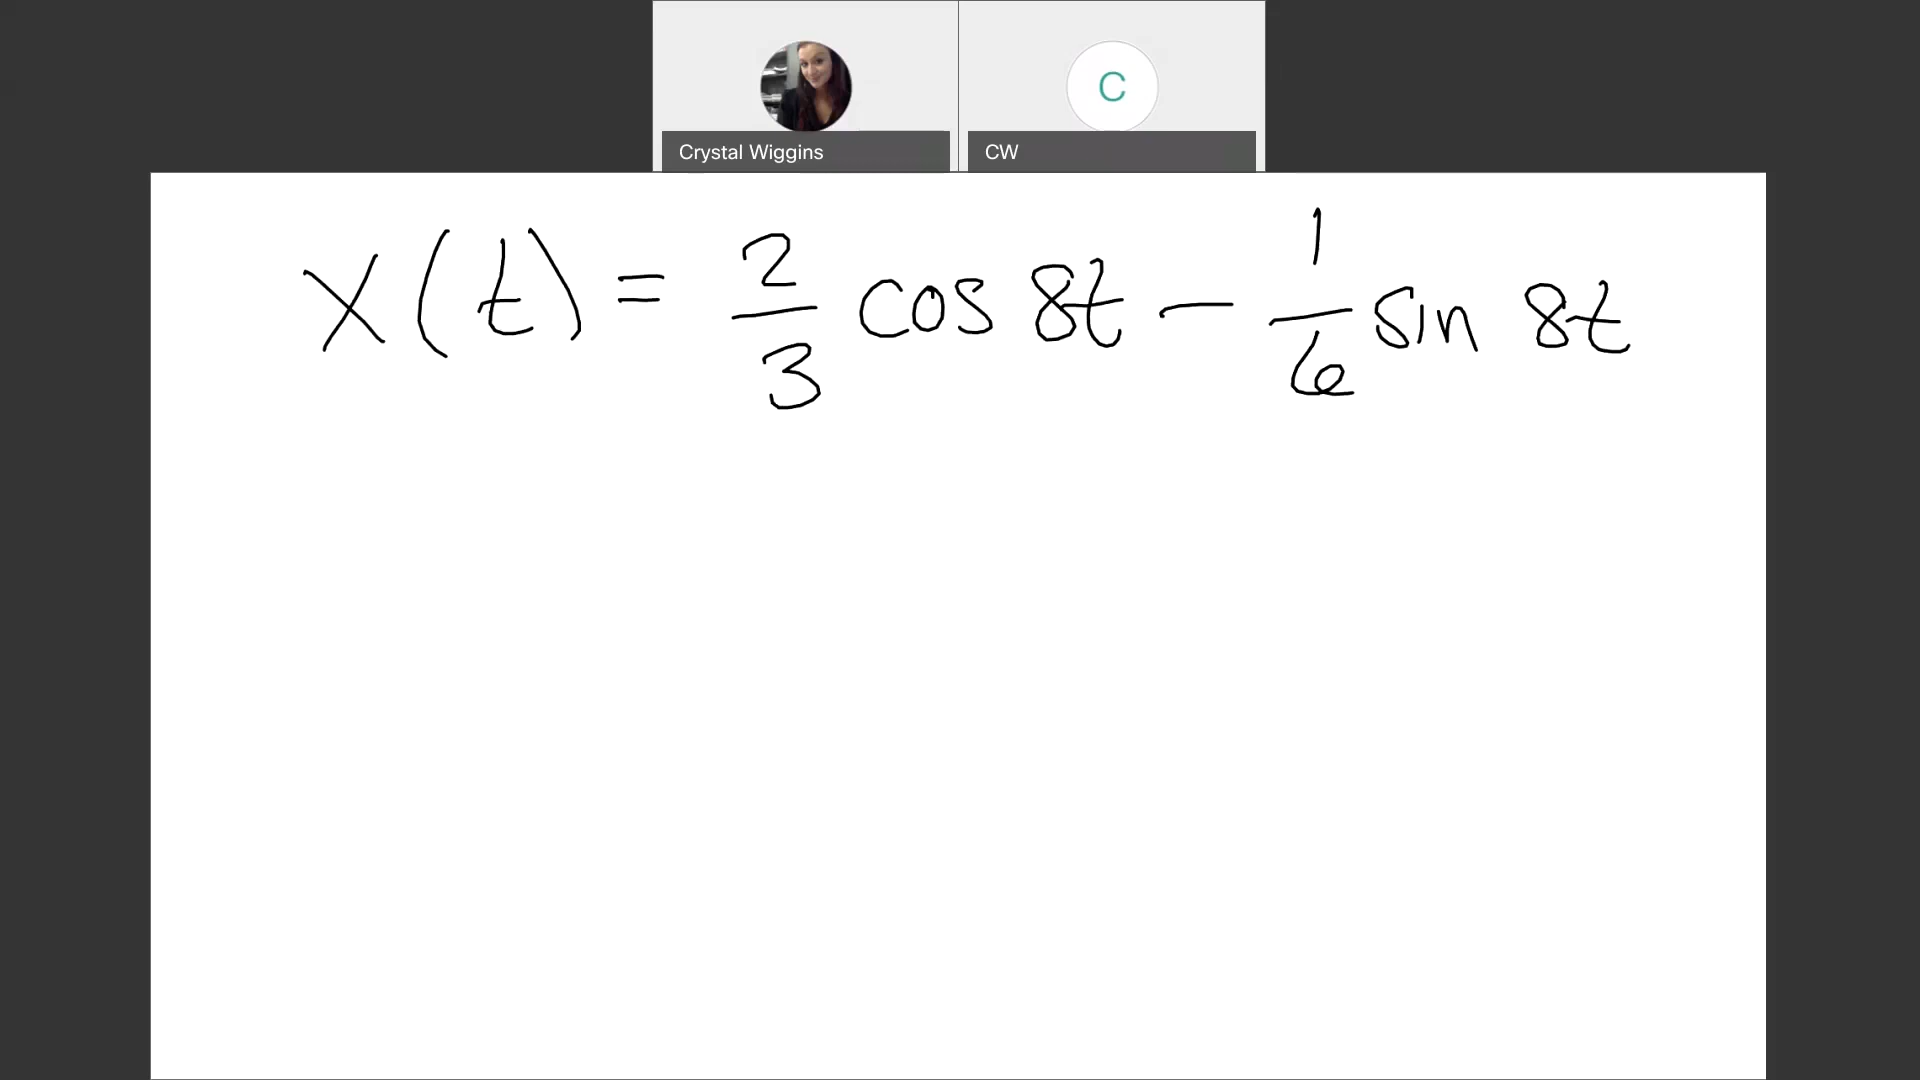 Crystal Wiggins
C
CW
x(t) = 2/3 cos 8t - 1/6 sin 8t